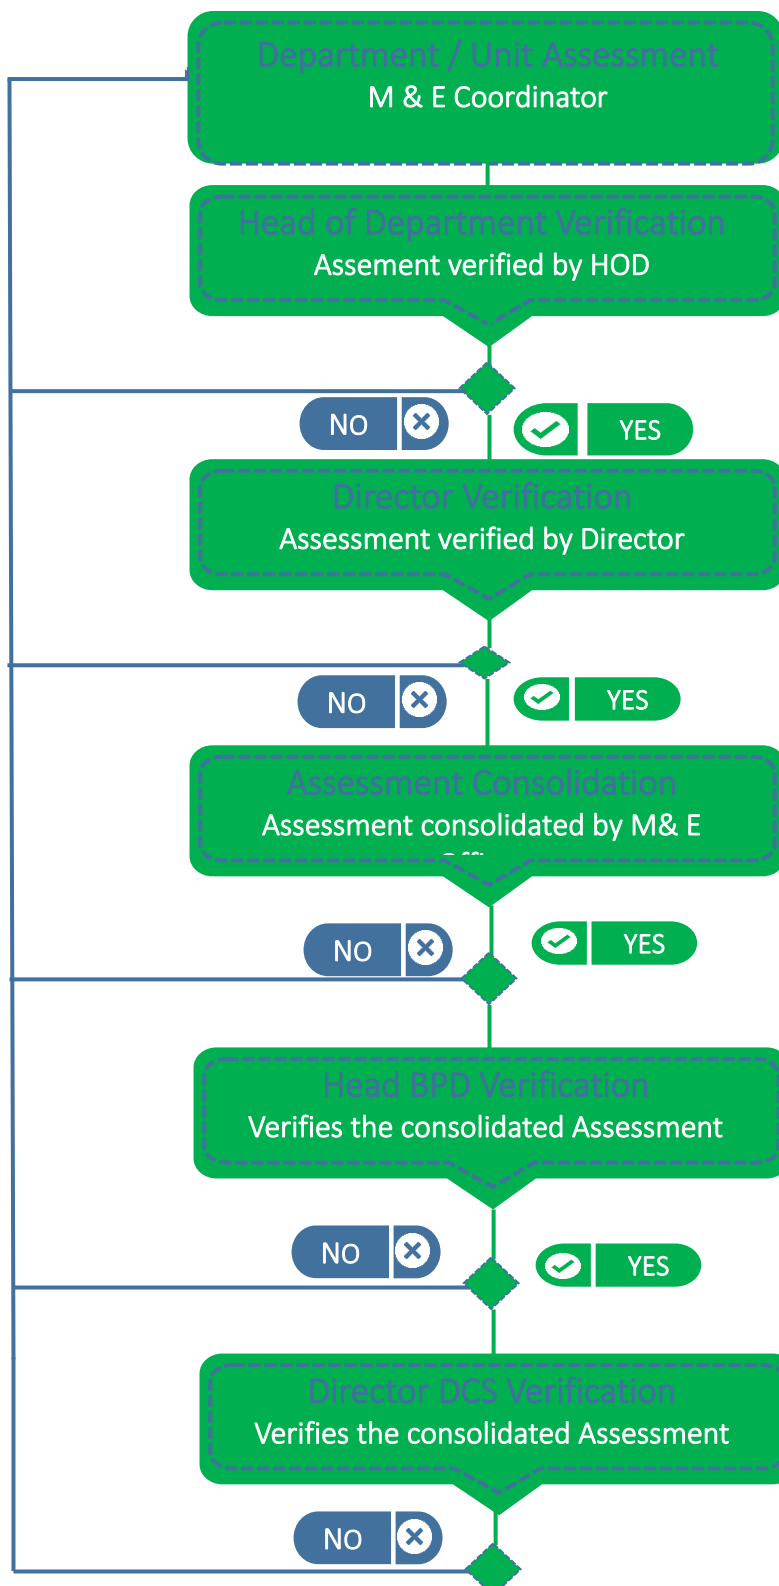 Department / Unit Assessment
M & E Coordinator
Head of Department Verification
Assement verified by HOD
NO
YES
Director Verification
Assessment verified by Director
NO
YES
Assessment Consolidation
Assessment consolidated by M& E
NO
YES
Head BPD Verification
Verifies the consolidated Assessment
NO
YES
Director DCS Verification
Verifies the consolidated Assessment
NO